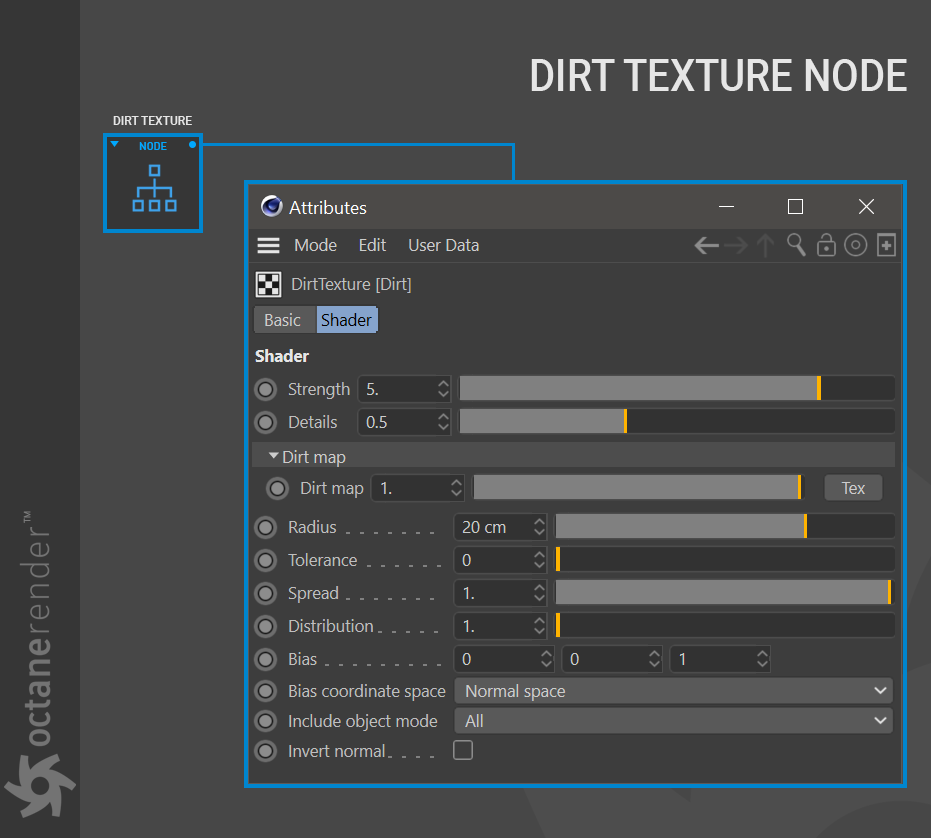 DIRT TEXTURE NODE
DIRT TEXTURE
NODE
Attributes
Mode Edit User Data
DirtTexture [Dirt]
Basic Shader
Shader
Strength 5.
Details 0.5
Dirt map
Dirt map 1. Tex
Radius . . . . . . . 20 cm
Tolerance . . . . . . 0
Spread . . . . . . . 1.
Distribution . . . . . 1.
Bias . . . . . . . . . 0 0 1
Bias coordinate space Normal space
Include object mode All
Invert normal . . . .
octanerender™